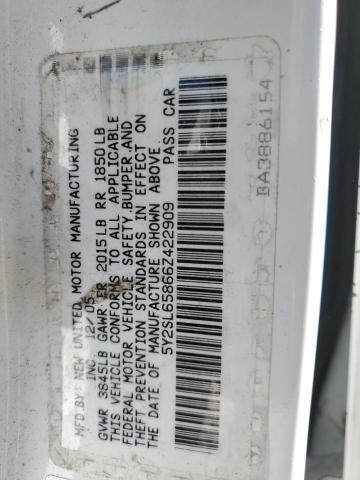 MFD BY: NEW UNITED MOTOR MANUFACTURING
INC. 12/05
GVWR 3845LB GAWR FR 2015LB RR 1850LB
THIS VEHICLE CONFORMS TO ALL APPLICABLE
FEDERAL MOTOR VEHICLE SAFETY,BUMPER,AND
THEFT PREVENTION STANDARDS IN EFFECT ON
THE DATE OF MANUFACTURE SHOWN ABOVE.
5Y2SL65866Z422909 PASS CAR
BA3886154